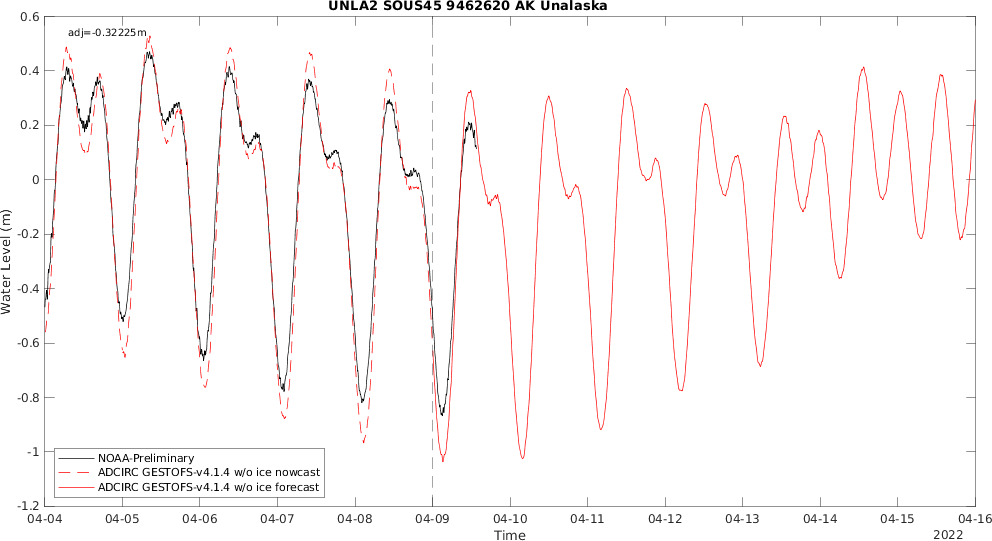 UNLA2 SOUS45 9462620 AK Unalaska
adj=-0.32225m
0.6
0.4
0.2
0
-0.2
-0.4
-0.6
-0.8
-1
-1.2
Water Level (m)
NOAA-Preliminary
ADCIRC GESTOFS-v4.1.4 w/o ice nowcast
ADCIRC GESTOFS-v4.1.4 w/o ice forecast
04-04 04-05 04-06 04-07 04-08 04-09 04-10 04-11 04-12 04-13 04-14 04-15 04-16
Time
2022